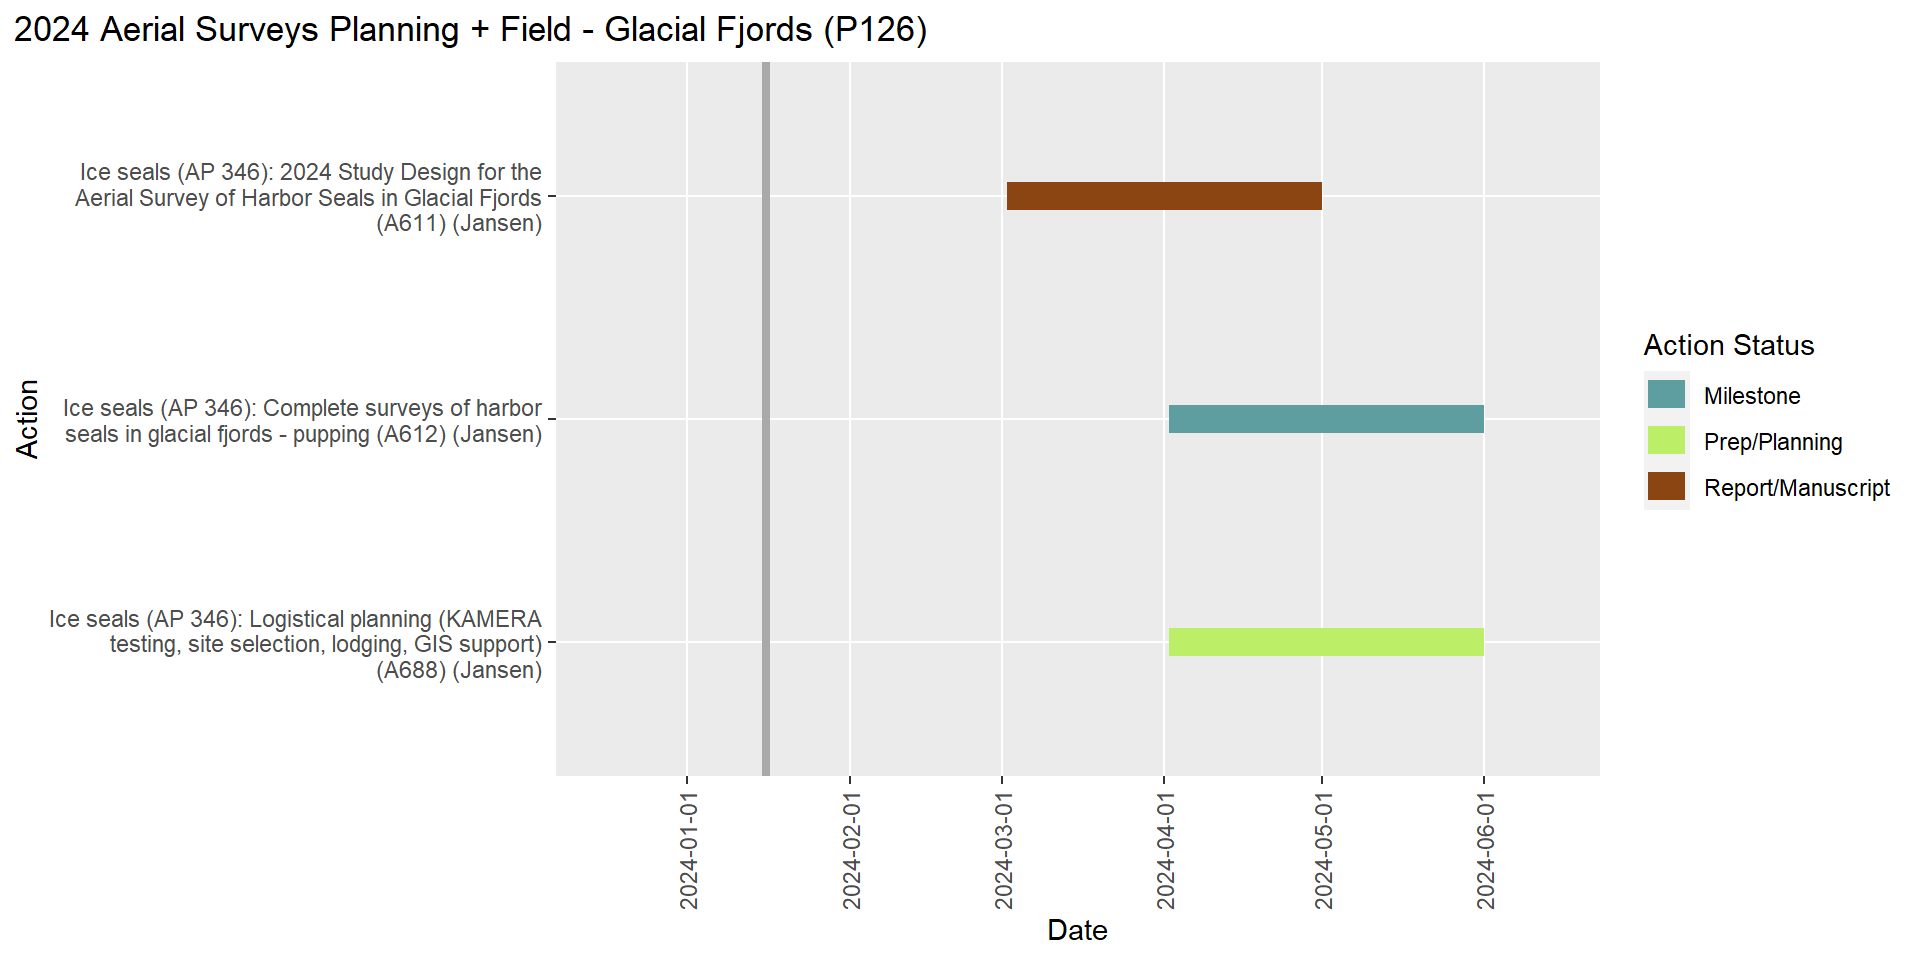 2024 Aerial Surveys Planning + Field - Glacial Fjords (P126)
Action
Ice seals (AP 346): 2024 Study Design for the
Aerial Survey of Harbor Seals in Glacial Fjords
(A611) (Jansen)
Ice seals (AP 346): Complete surveys of harbor
seals in glacial fjords - pupping (A612) (Jansen)
Ice seals (AP 346): Logistical planning (KAMERA
testing, site selection, lodging, GIS support)
(A688) (Jansen)
2024-01-01
2024-02-01
2024-03-01
2024-04-01
2024-05-01
2024-06-01
Date
Action Status
Milestone
Prep/Planning
Report/Manuscript